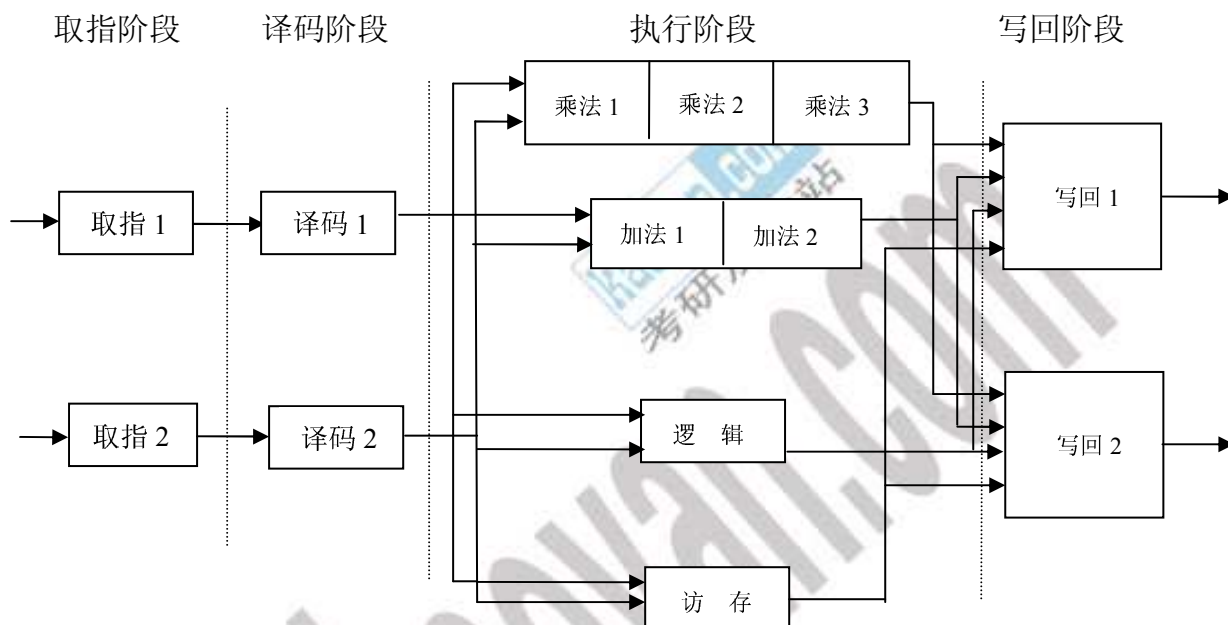 取指阶段
译码阶段
执行阶段
写回阶段
乘法 1
乘法 2
乘法 3
取指 1
译码 1
加法 1
加法 2
写回 1
取指 2
译码 2
逻 辑
写回 2
访 存